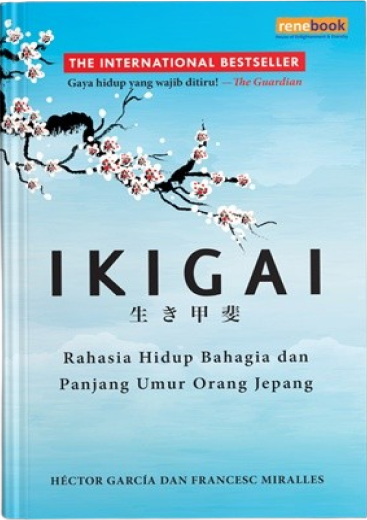 renebook
THE INTERNATIONAL BESTSELLER
Gaya hidup yang wajib ditiru! —The Guardian
IKIGAI
生き甲斐
Rahasia Hidup Bahagia dan
Panjang Umur Orang Jepang
HÉCTOR GARCÍA DAN FRANCESC MIRALLES